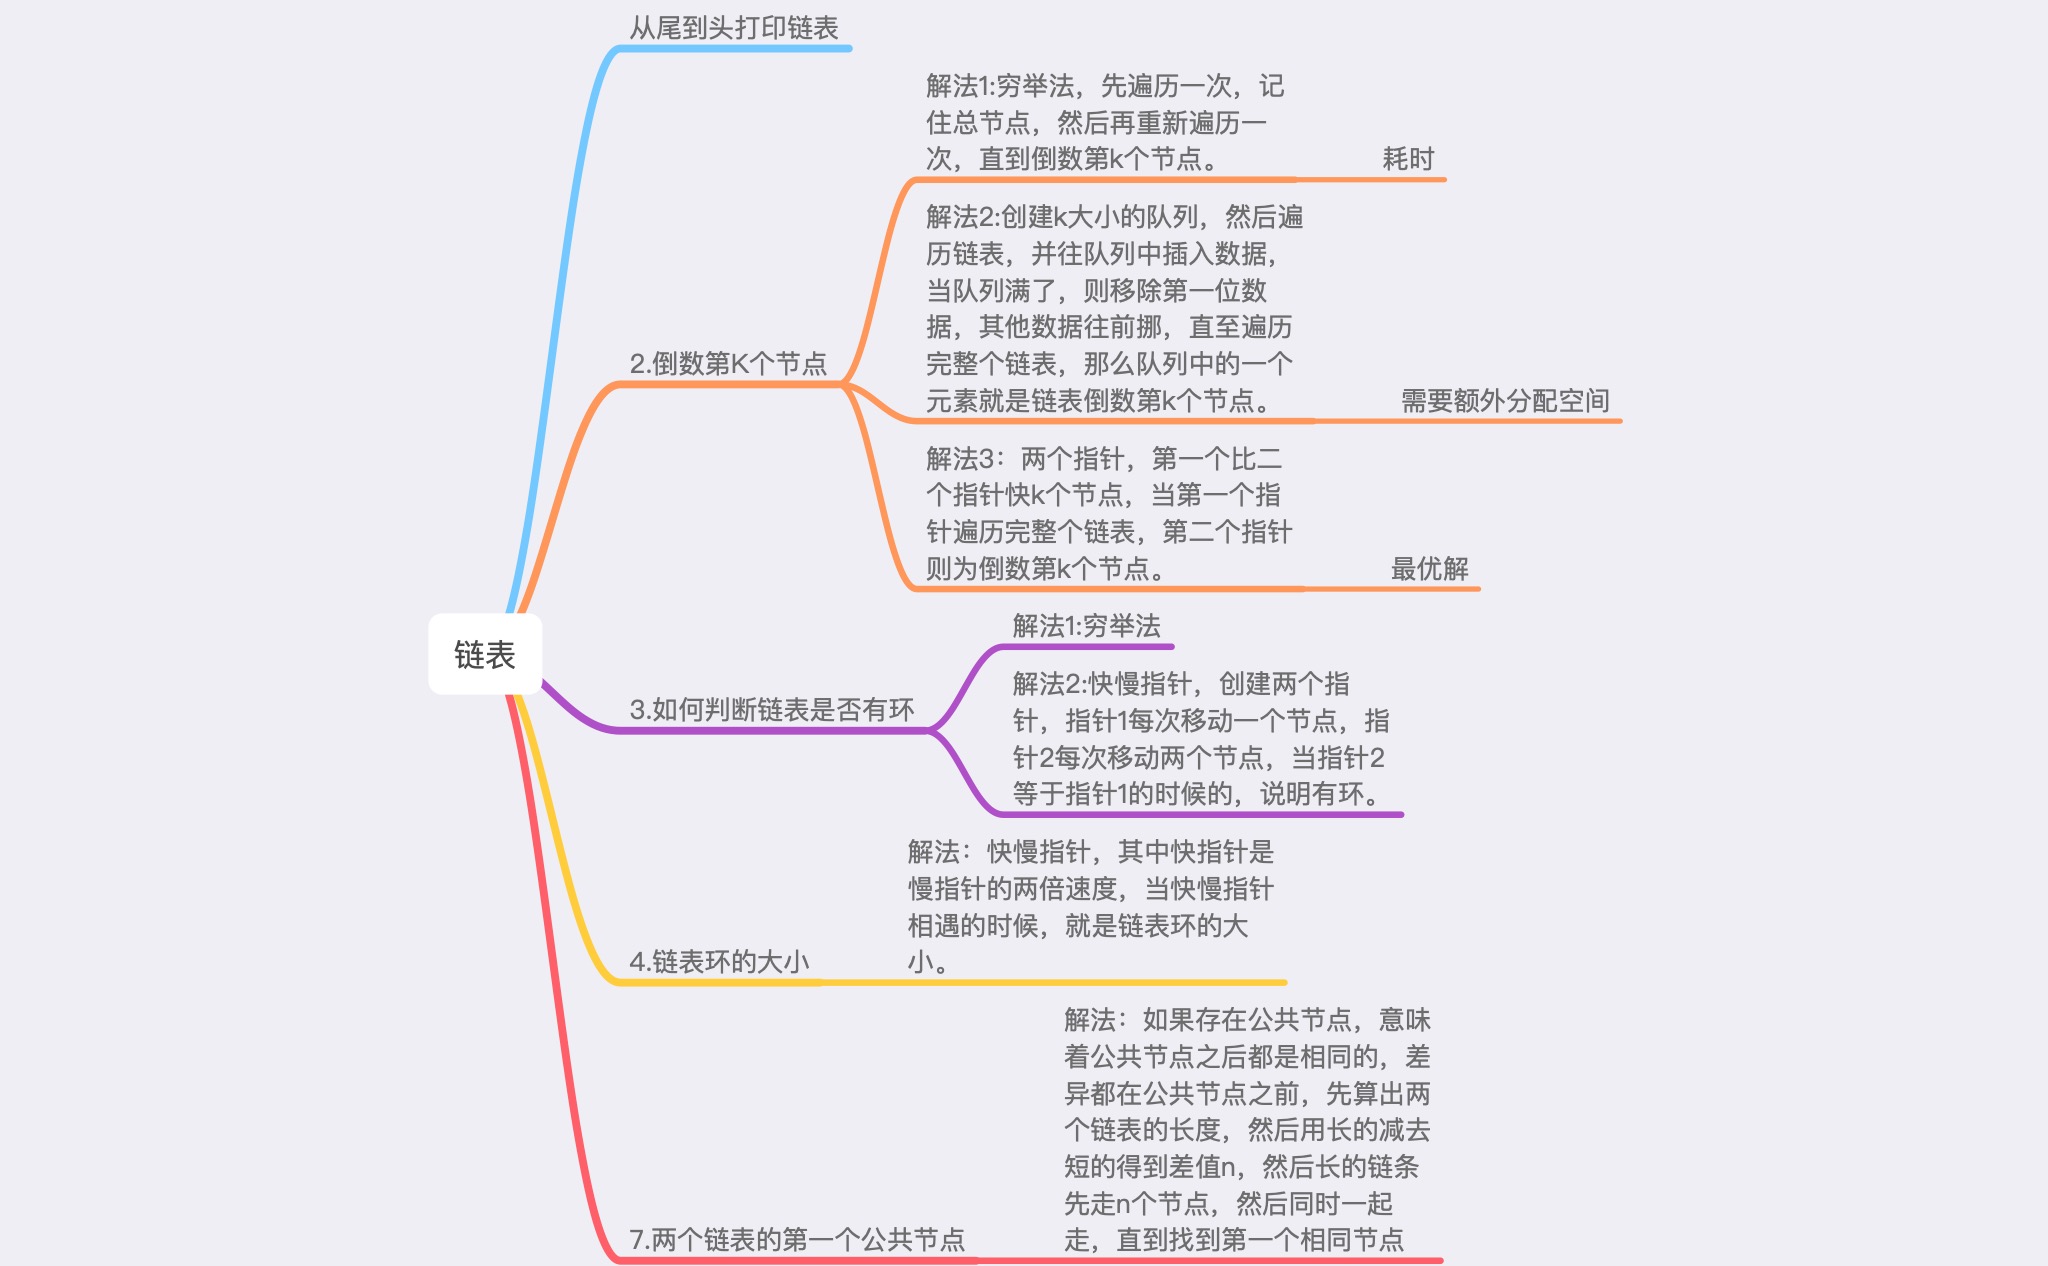 从尾到头打印链表
解法1:穷举法，先遍历一次，记
住总节点，然后再重新遍历一
次，直到倒数第k个节点。
耗时
解法2:创建k大小的队列，然后遍
历链表，并往队列中插入数据，
当队列满了，则移除第一位数
据，其他数据往前挪，直至遍历
完整个链表，那么队列中的一个
元素就是链表倒数第k个节点。
需要额外分配空间
2.倒数第K个节点
解法3：两个指针，第一个比二
个指针快k个节点，当第一个指
针遍历完整个链表，第二个指针
则为倒数第k个节点。
最优解
链表
解法1:穷举法
3.如何判断链表是否有环
解法2:快慢指针，创建两个指
针，指针1每次移动一个节点，指
针2每次移动两个节点，当指针2
等于指针1的时候的，说明有环。
4.链表环的大小
解法：快慢指针，其中快指针是
慢指针的两倍速度，当快慢指针
相遇的时候，就是链表环的大
小。
7.两个链表的第一个公共节点
解法：如果存在公共节点，意味
着公共节点之后都是相同的，差
异都在公共节点之前，先算出两
个链表的长度，然后用长的减去
短的得到差值n，然后长的链条
先走n个节点，然后同时一起
走，直到找到第一个相同节点